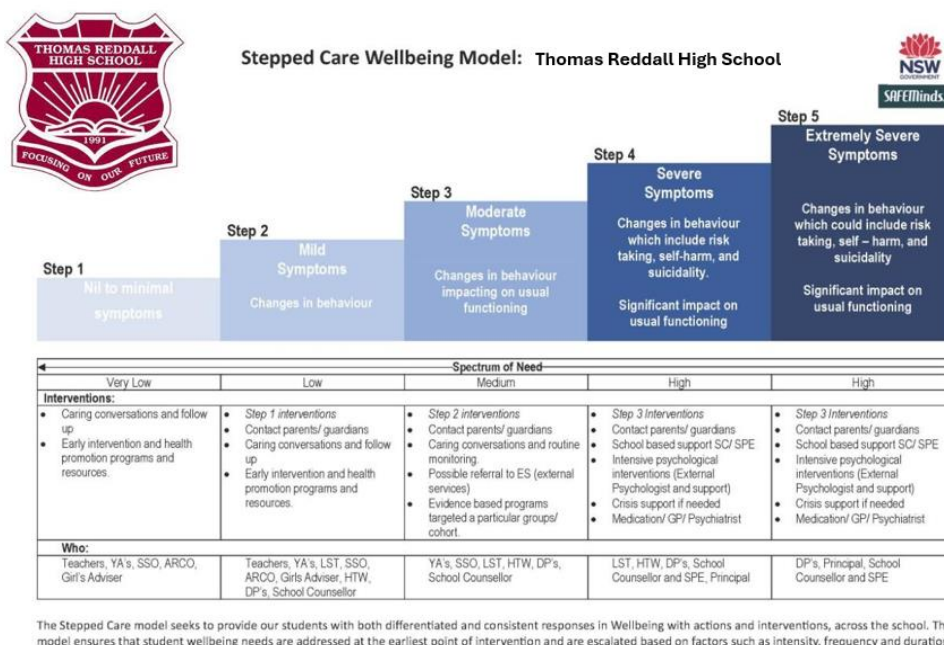 THOMAS REDDALL
HIGH SCHOOL
1991
FOCUSING ON OUR FUTURE
Stepped Care Wellbeing Model: Thomas Reddall High School
NSW
GOVERNMENT
SAFEMinds
Step 1
Nil to minimal
symptoms
Step 2
Mild
Symptoms
Changes in behaviour
Step 3
Moderate
Symptoms
Changes in behaviour
impacting on usual
functioning
Step 4
Severe
Symptoms
Changes in behaviour
which include risk
taking, self-harm, and
suicidality.
Significant impact on
usual functioning
Step 5
Extremely Severe
Symptoms
Changes in behaviour
which could include risk
taking, self – harm, and
suicidality
Significant impact on
usual functioning
Spectrum of Need
Very Low
Low
Medium
High
High
Interventions:
• Caring conversations and follow
up
• Early intervention and health
promotion programs and
resources.
• Step 1 interventions
• Contact parents/ guardians
• Caring conversations and follow
up
• Early intervention and health
promotion programs and
resources.
• Step 2 interventions
• Contact parents/ guardians
• Caring conversations and routine
monitoring.
• Possible referral to ES (external
services)
• Evidence based programs
targeted a particular groups/
cohort.
• Step 3 Interventions
• Contact parents/ guardians
• School based support SC/ SPE
• Intensive psychological
interventions (External
Psychologist and support)
• Crisis support if needed
• Medication/ GP/ Psychiatrist
• Step 3 Interventions
• Contact parents/ guardians
• School based support SC/ SPE
• Intensive psychological
interventions (External
Psychologist and support)
• Crisis support if needed
• Medication/ GP/ Psychiatrist
Who:
Teachers, YA's, SSO, ARCO,
Girl's Adviser
Teachers, YA's, LST, SSO,
ARCO, Girls Adviser, HTW,
DP's, School Counsellor
YA's, SSO, LST, HTW, DP's,
School Counsellor
LST, HTW, DP's, School
Counsellor and SPE, Principal
DP's, Principal, School
Counsellor and SPE
The Stepped Care model seeks to provide our students with both differentiated and consistent responses in Wellbeing with actions and interventions, across the school. Th
model ensures that student wellbeing needs are addressed at the earliest point of intervention and are escalated based on factors such as intensity, frequency and duration